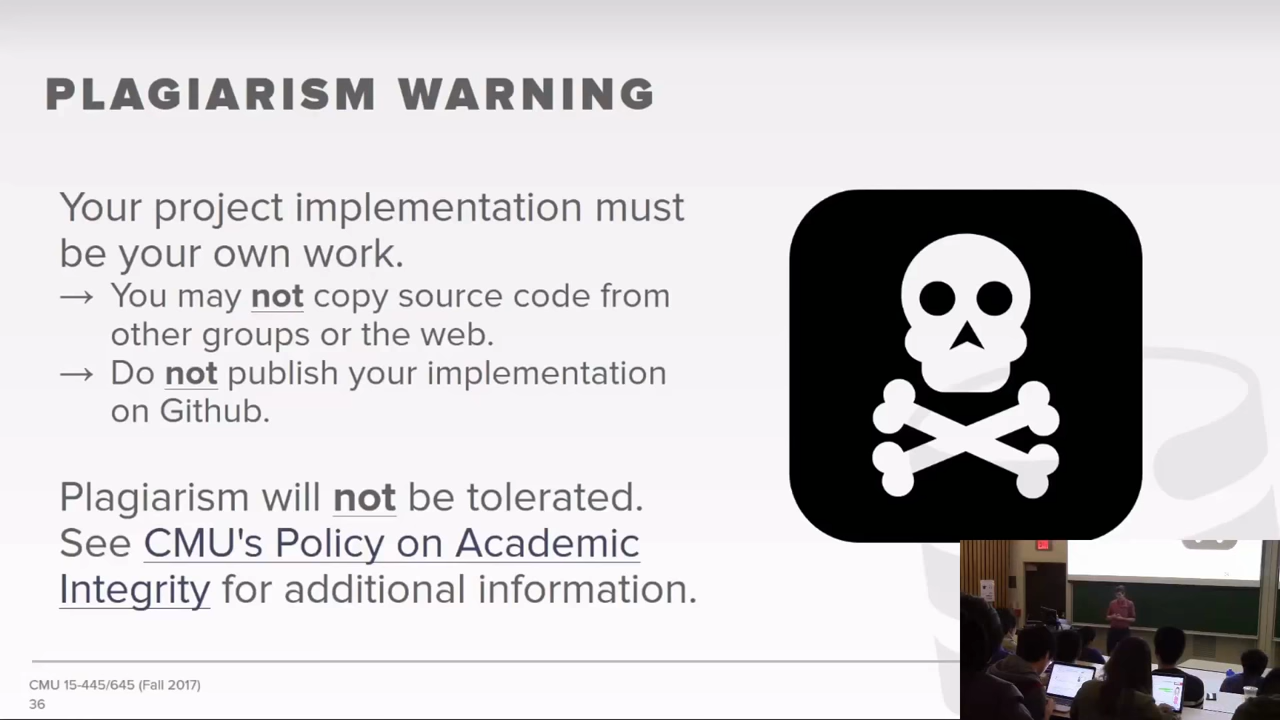 PLAGIARISM WARNING
Your project implementation must
be your own work.
→ You may not copy source code from
other groups or the web.
→ Do not publish your implementation
on Github.
Plagiarism will not be tolerated.
See CMU's Policy on Academic
Integrity for additional information.
CMU 15-445/645 (Fall 2017)
36